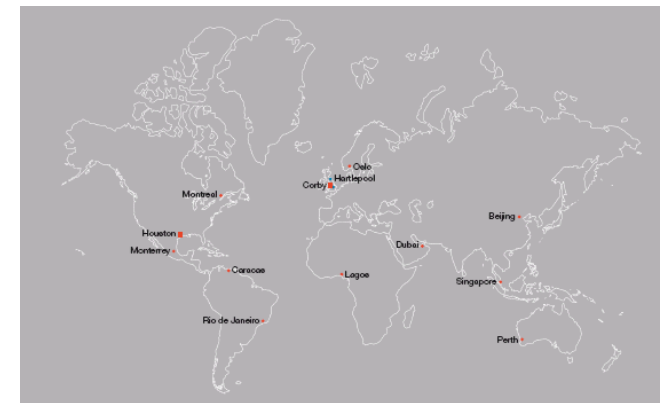 Oslo
Hartlepool
Corby
Montreal
Beijing
Houston
Dubai
Monterrey
Caracas
Lagos
Singapore
Rio de Janeiro
Perth